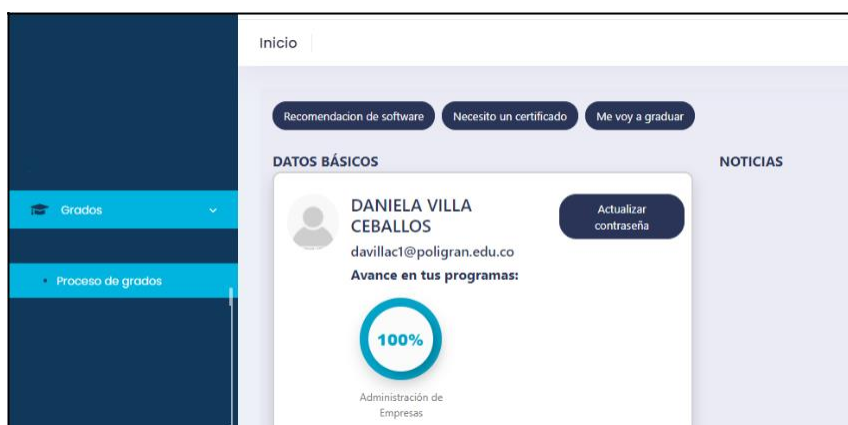 Inicio
Recomendacion de software
Necesito un certificado
Me voy a graduar
DATOS BÁSICOS
NOTICIAS
Grados
Proceso de grados
DANIELA VILLA
CEBALLOS
Actualizar
contraseña
davillac1@poligran.edu.co
Avance en tus programas:
100%
Administración de
Empresas